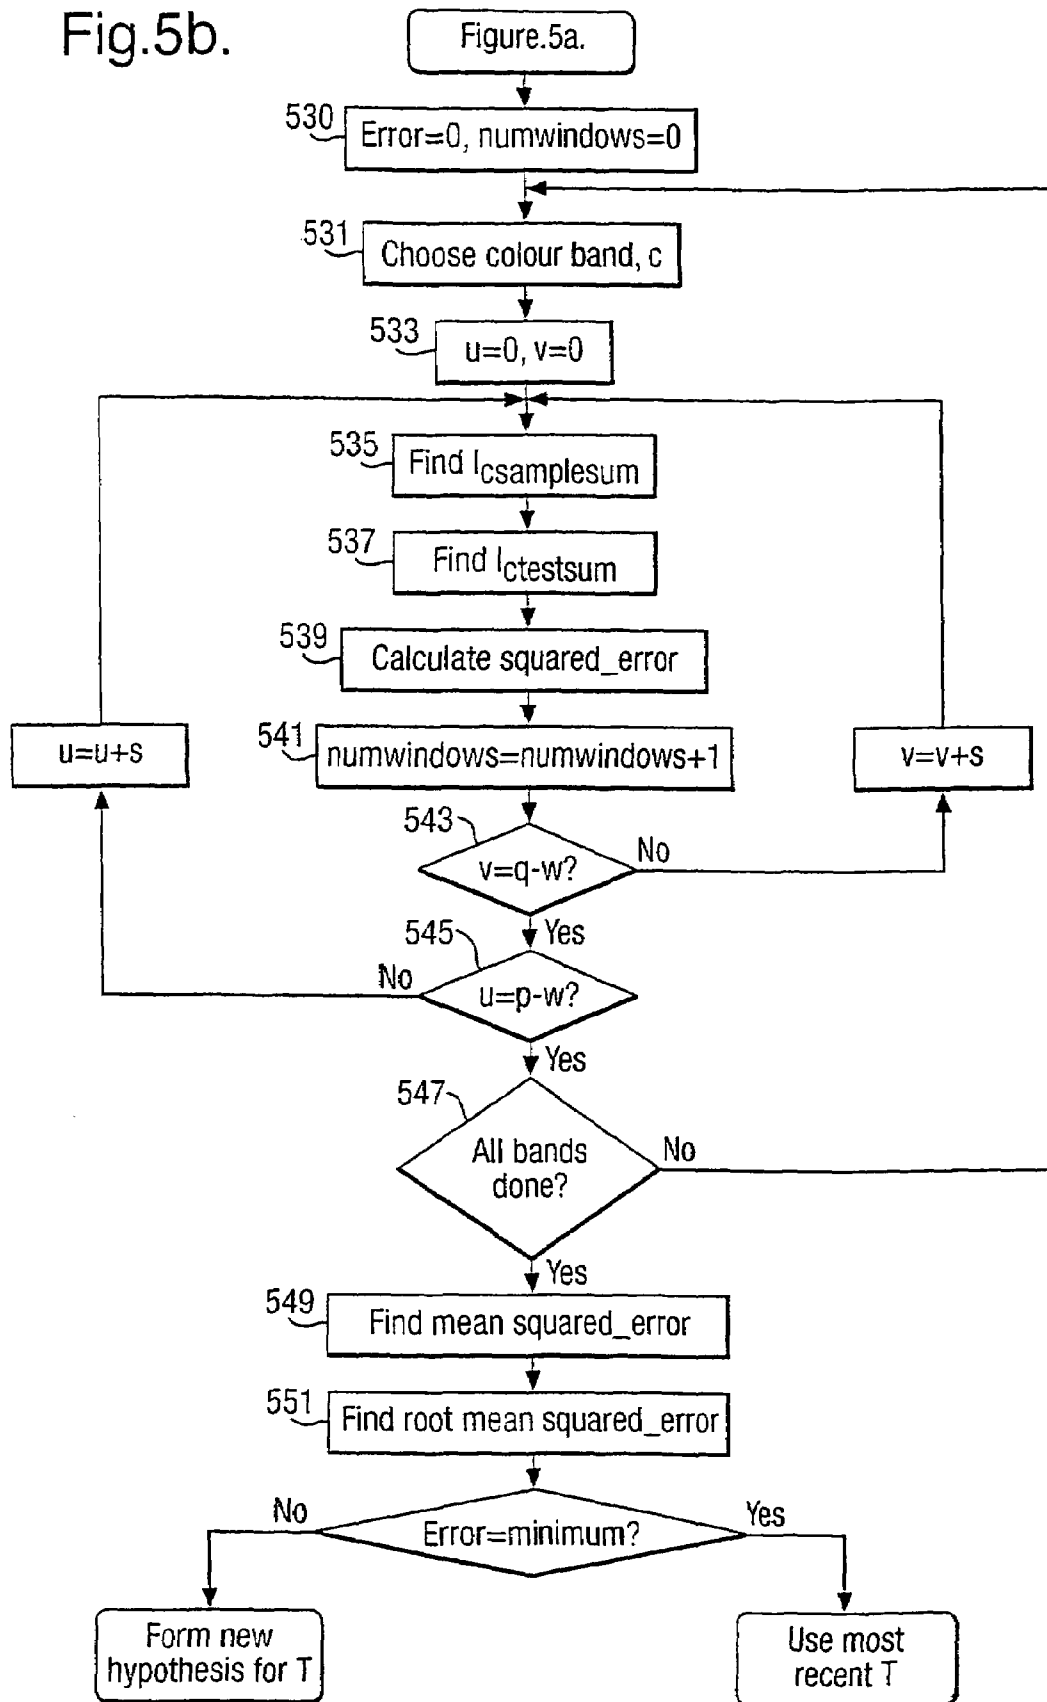 Fig.5b.
Figure.5a.
530
Error=0, numwindows=0
531
Choose colour band, c
533
u=0, v=0
535
Find Icsamplesum
537
Find Ictestsum
539
Calculate squared_error
u=u+s
541
numwindows=numwindows+1
v=v+s
543
v=q-w?
No
Yes
545
No
u=p-w?
Yes
547
All bands
done?
No
Yes
549
Find mean squared_error
551
Find root mean squared_error
No
Error=minimum?
Yes
Form new
hypothesis for T
Use most
recent T